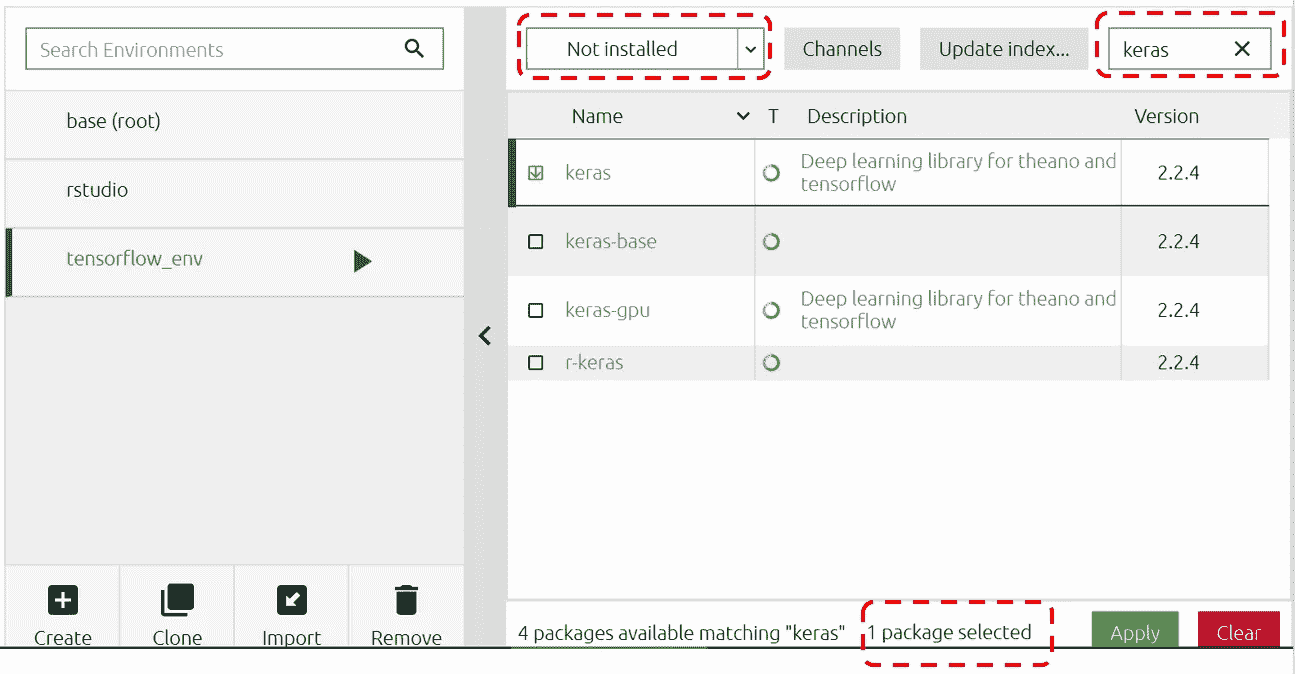 Search Environments
base (root)
rstudio
tensorflow_env
Create Clone Import Remove
Not installed Channels Update index... keras
Name T Description Version
keras Deep learning library for theano and
tensorflow 2.2.4
keras-base 2.2.4
keras-gpu Deep learning library for theano and
tensorflow 2.2.4
r-keras 2.2.4
4 packages available matching "keras" 1 package selected Apply Clear